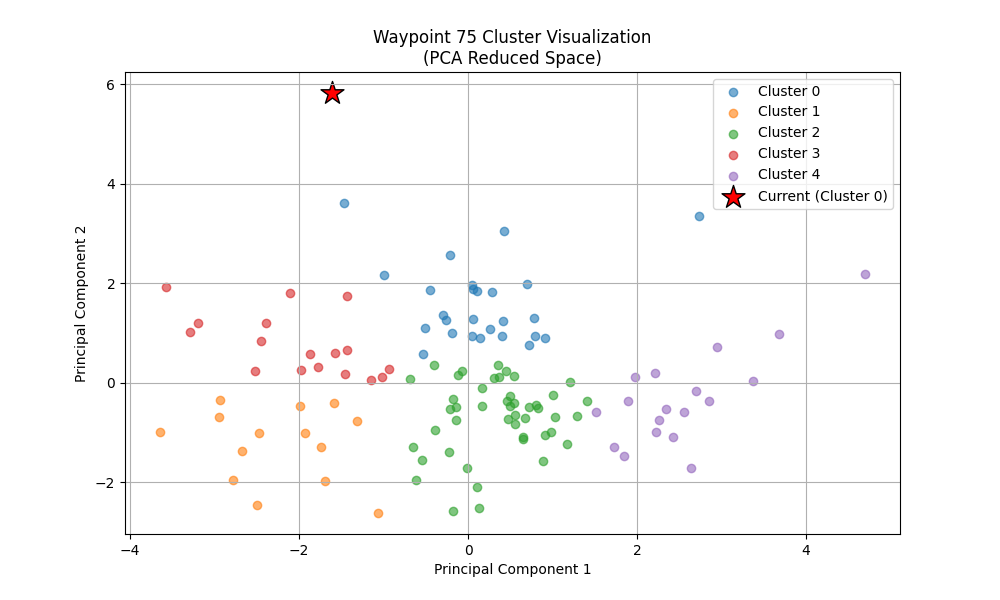 Waypoint 75 Cluster Visualization
(PCA Reduced Space)
Principal Component 2
6
4
2
0
−2
−4
−2
0
2
4
Principal Component 1
Cluster 0
Cluster 1
Cluster 2
Cluster 3
Cluster 4
Current (Cluster 0)